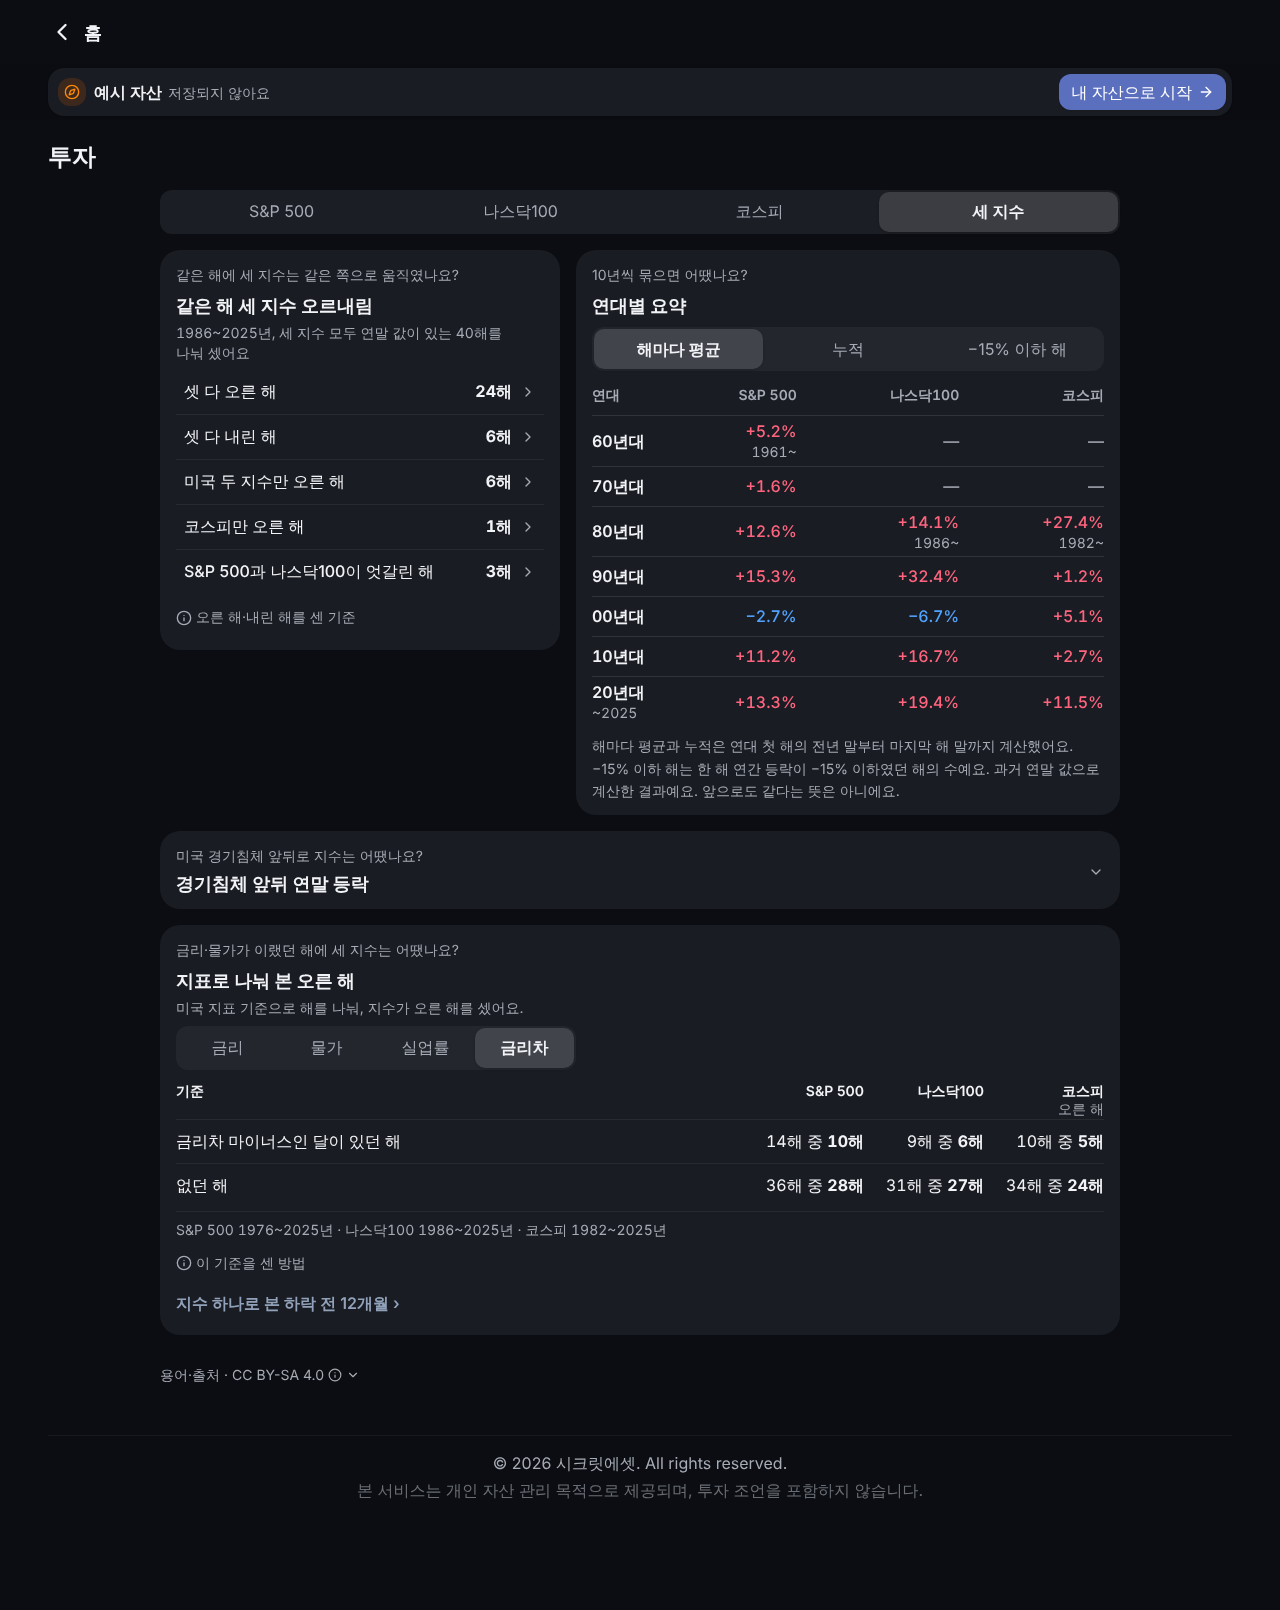 홈
예시 자산 저장되지 않아요
내 자산으로 시작
투자
S&P 500 나스닥100 코스피 세 지수
같은 해에 세 지수는 같은 쪽으로 움직였나요?
같은 해 세 지수 오르내림
1986~2025년, 세 지수 모두 연말 값이 있는 40해를
나눠 셌어요
셋 다 오른 해 24해
셋 다 내린 해 6해
미국 두 지수만 오른 해 6해
코스피만 오른 해 1해
S&P 500과 나스닥100이 엇갈린 해 3해
오른 해·내린 해를 센 기준
10년씩 묶으면 어땠나요?
연대별 요약
해마다 평균 누적 −15% 이하 해
연대 S&P 500 나스닥100 코스피
60년대 +5.2% — —
1961~
70년대 +1.6% — —
80년대 +12.6% +14.1% +27.4%
1986~ 1982~
90년대 +15.3% +32.4% +1.2%
00년대 −2.7% −6.7% +5.1%
10년대 +11.2% +16.7% +2.7%
20년대 +13.3% +19.4% +11.5%
~2025
해마다 평균과 누적은 연대 첫 해의 전년 말부터 마지막 해 말까지 계산했어요.
−15% 이하 해는 한 해 연간 등락이 −15% 이하였던 해의 수예요. 과거 연말 값으로
계산한 결과예요. 앞으로도 같다는 뜻은 아니에요.
미국 경기침체 앞뒤로 지수는 어땠나요?
경기침체 앞뒤 연말 등락
금리·물가가 이랬던 해에 세 지수는 어땠나요?
지표로 나눠 본 오른 해
미국 지표 기준으로 해를 나눠, 지수가 오른 해를 셌어요.
금리 물가 실업률 금리차
기준 S&P 500 나스닥100 코스피
오른 해
금리차 마이너스인 달이 있던 해 14해 중 10해 9해 중 6해 10해 중 5해
없던 해 36해 중 28해 31해 중 27해 34해 중 24해
S&P 500 1976~2025년 · 나스닥100 1986~2025년 · 코스피 1982~2025년
이 기준을 센 방법
지수 하나로 본 하락 전 12개월 ›
용어·출처 · CC BY-SA 4.0
© 2026 시크릿에셋. All rights reserved.
본 서비스는 개인 자산 관리 목적으로 제공되며, 투자 조언을 포함하지 않습니다.